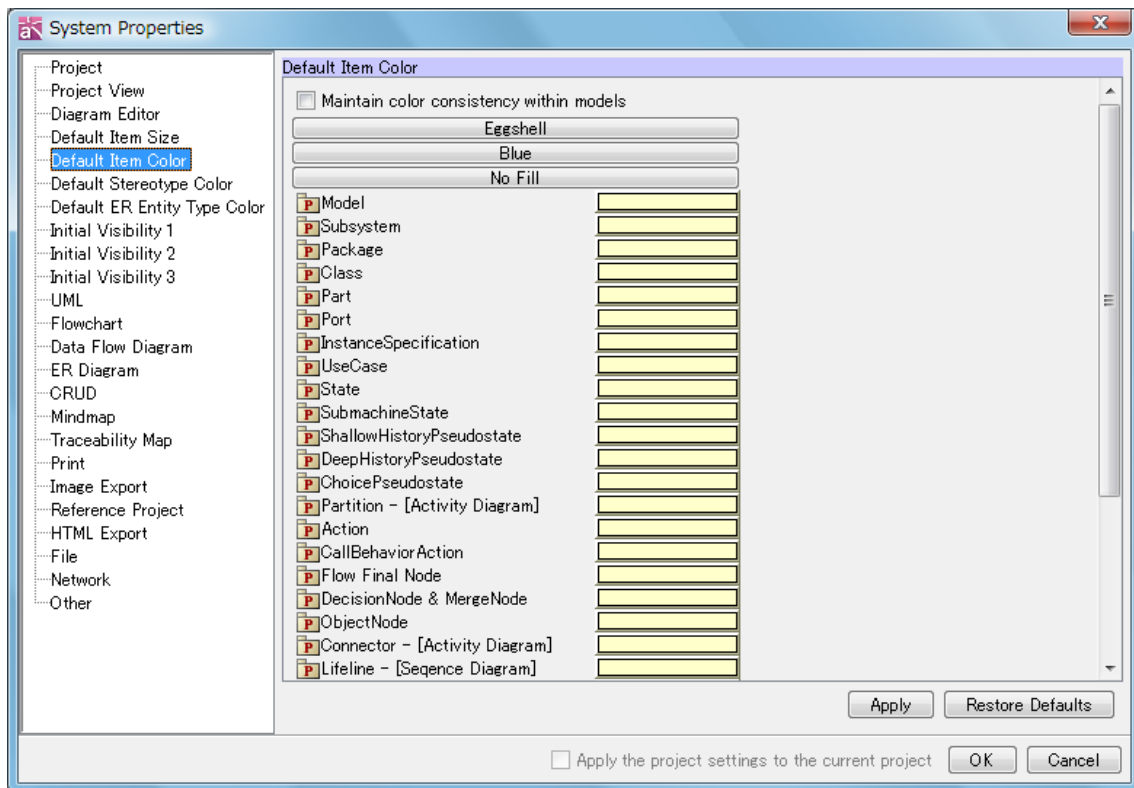 System Properties
Project
Project View
Diagram Editor
Default Item Size
Default Item Color
Default Stereotype Color
Default ER Entity Type Color
Initial Visibility 1
Initial Visibility 2
Initial Visibility 3
UML
Flowchart
Data Flow Diagram
ER Diagram
CRUD
Mindmap
Traceability Map
Print
Image Export
Reference Project
HTML Export
File
Network
Other
Default Item Color
Maintain color consistency within models
Eggshell
Blue
No Fill
P Model
P Subsystem
P Package
P Class
P Part
P Port
P InstanceSpecification
P UseCase
P State
P SubmachineState
P ShallowHistoryPseudostate
P DeepHistoryPseudostate
P ChoicePseudostate
P Partition - [Activity Diagram]
P Action
P CallBehaviorAction
P Flow Final Node
P DecisionNode & MergeNode
P ObjectNode
P Connector - [Activity Diagram]
P Lifeline - [Seqence Diagram]
Apply Restore Defaults
Apply the project settings to the current project OK Cancel